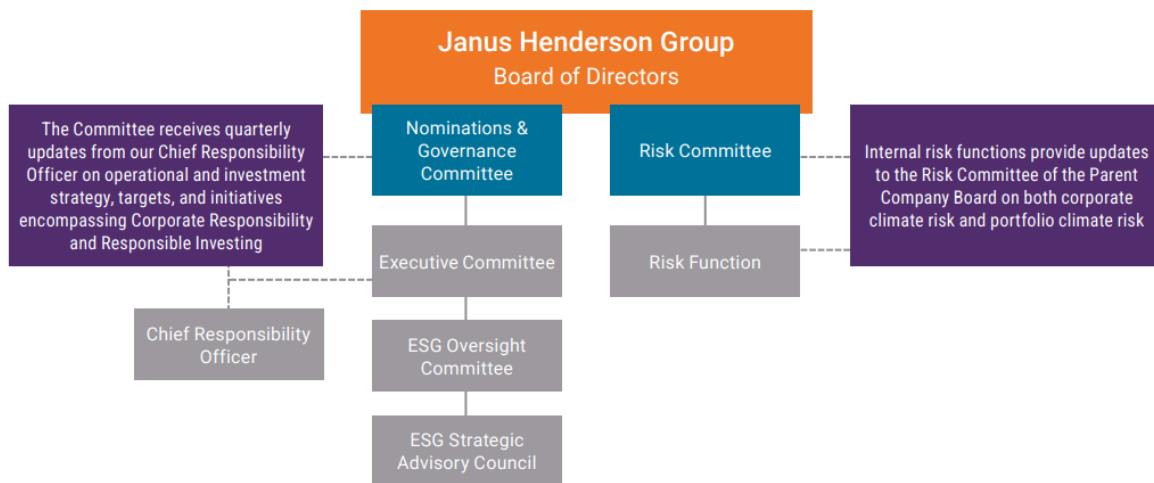 Janus Henderson Group
Board of Directors
The Committee receives quarterly
updates from our Chief Responsibility
Officer on operational and investment
strategy, targets, and initiatives
encompassing Corporate Responsibility
and Responsible Investing
Nominations &
Governance
Committee
Risk Committee
Internal risk functions provide updates
to the Risk Committee of the Parent
Company Board on both corporate
climate risk and portfolio climate risk
Executive Committee
Risk Function
Chief Responsibility
Officer
ESG Oversight
Committee
ESG Strategic
Advisory Council